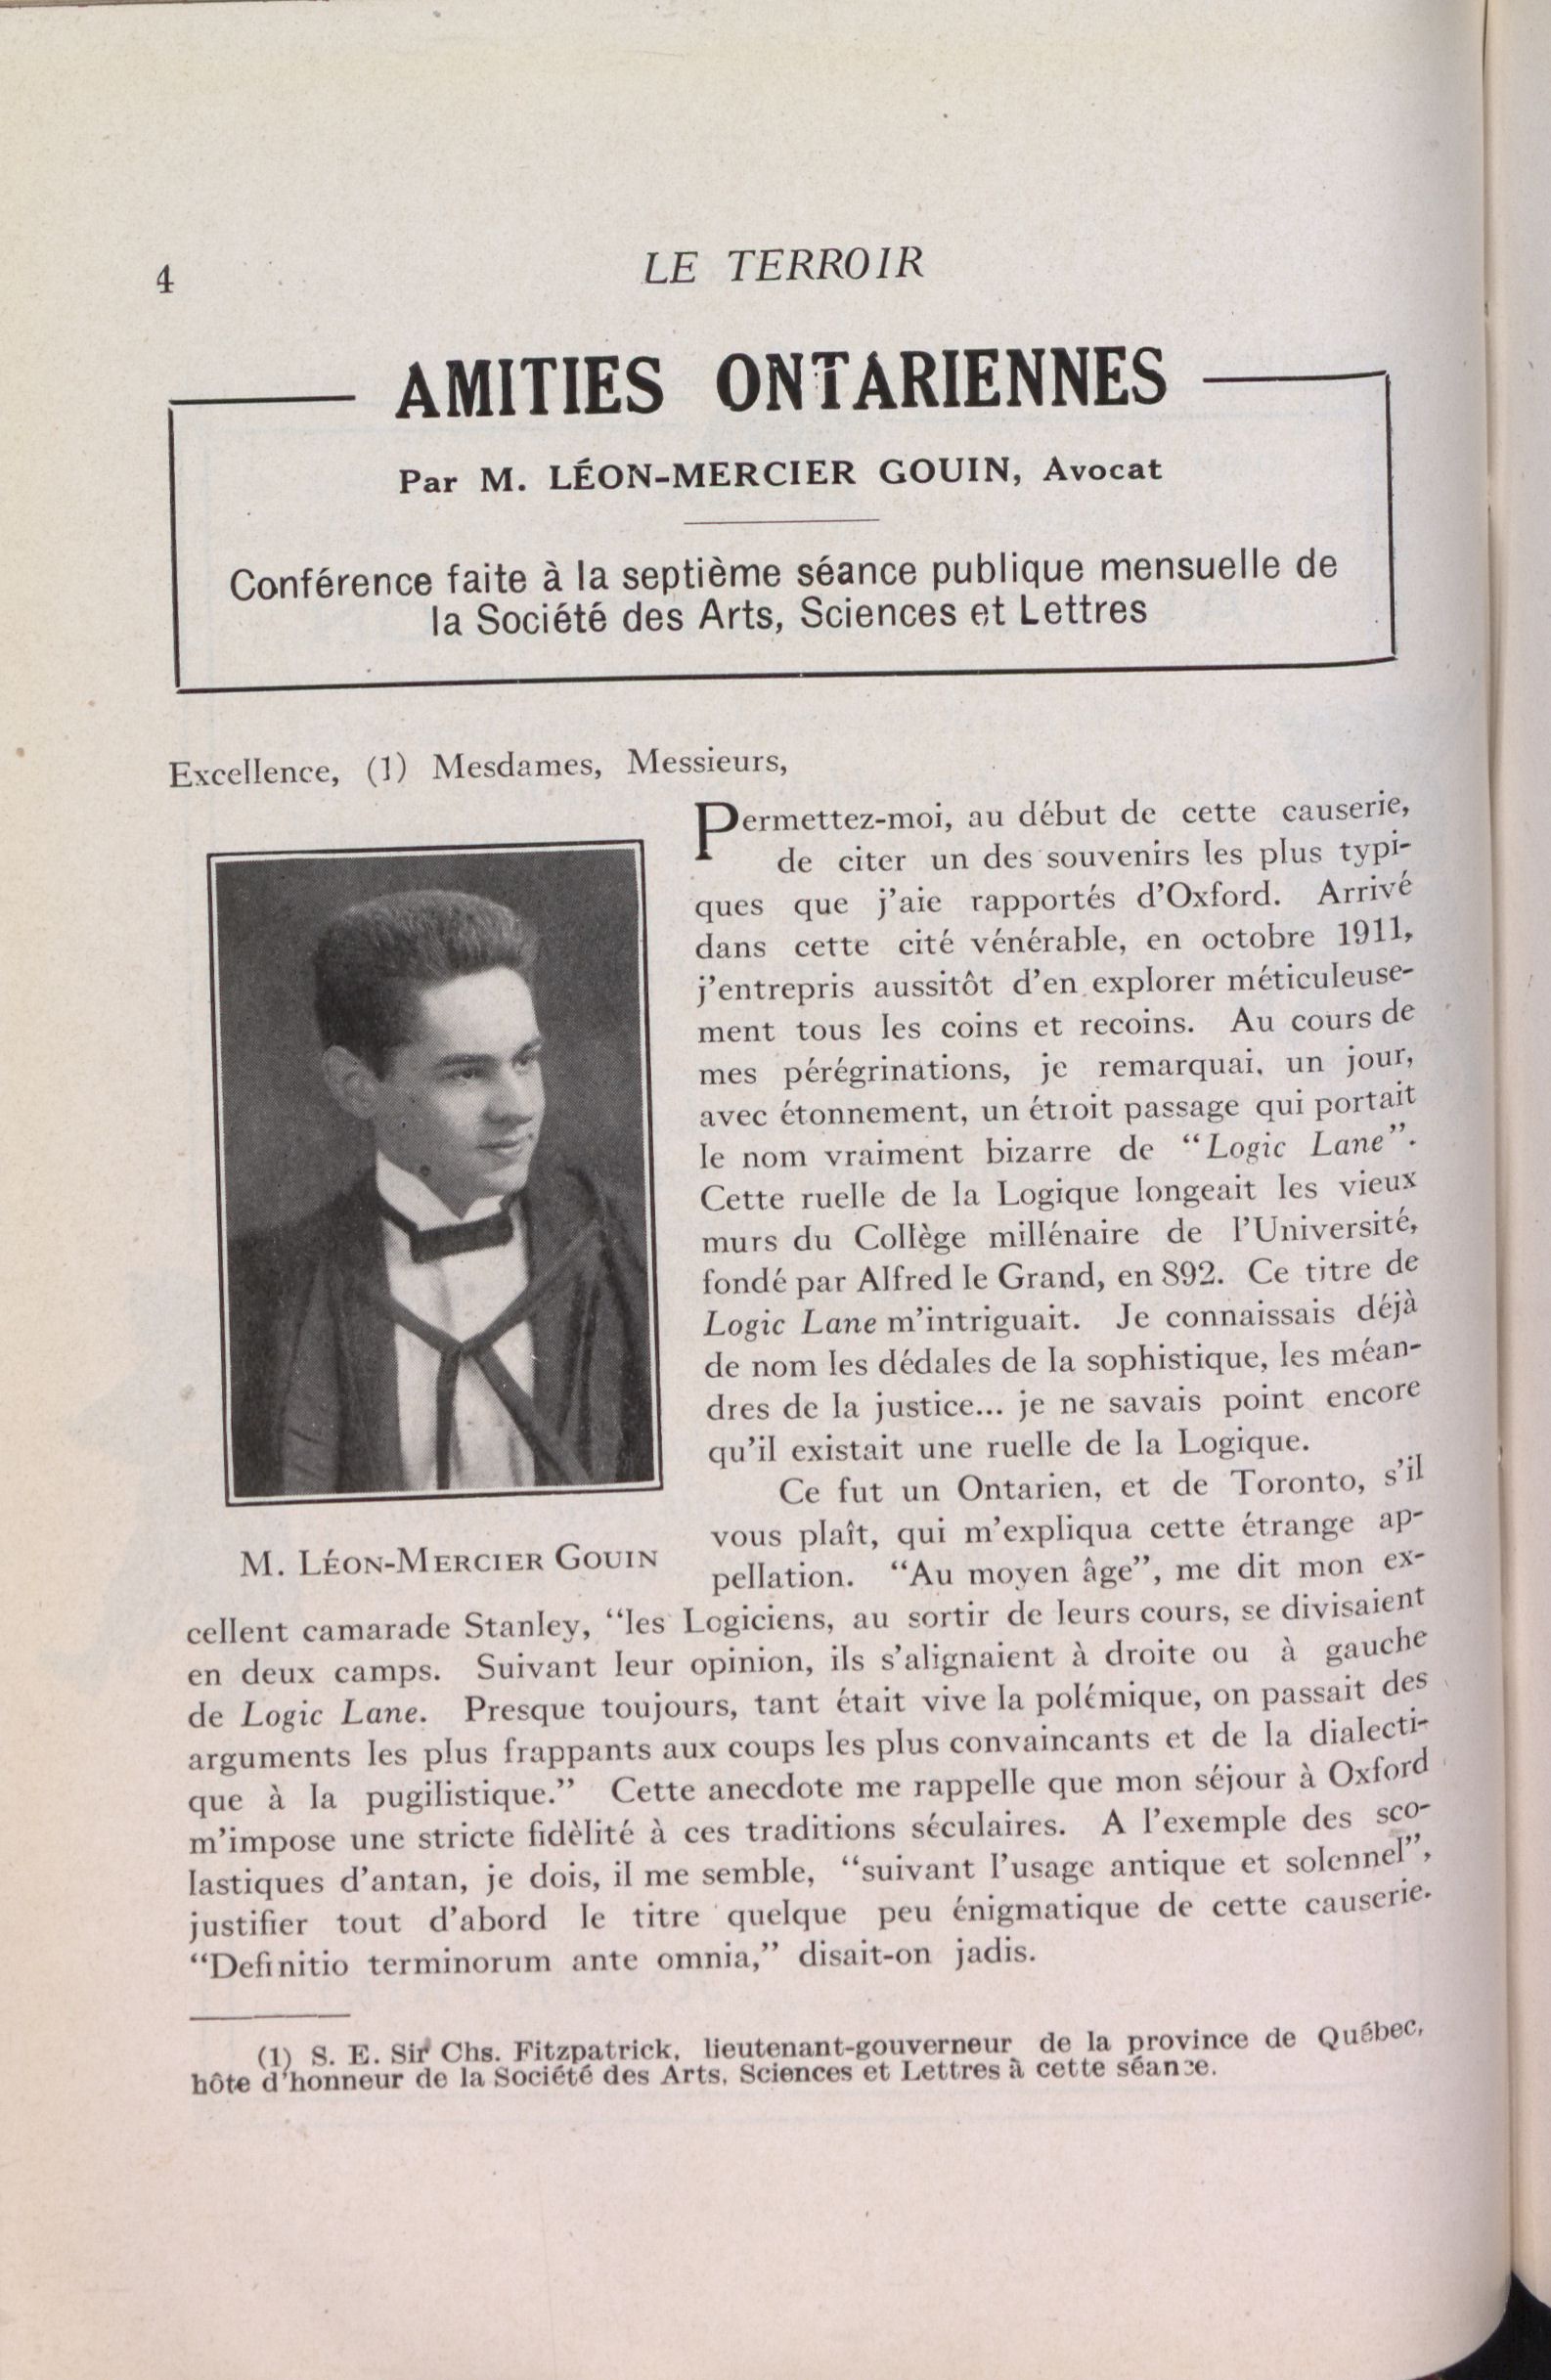 4
LE TERROIR
AMITIES ONTARIENNES
Par M. LÉON-MERCIER GOUIN, Avocat
Conférence faite à la septième séance publique mensuelle de
la Société des Arts, Sciences et Lettres
Excellence, (1) Mesdames, Messieurs,
Permettez-moi, au début de cette causerie,
de citer un des souvenirs les plus typi-
ques que j'aie rapportés d'Oxford. Arrivé
dans cette cité vénérable, en octobre 1911,
j'entrepris aussitôt d'en explorer méticuleuse-
ment tous les coins et recoins. Au cours de
mes pérégrinations, je remarquai, un jour,
avec étonnement, un étroit passage qui portait
le nom vraiment bizarre de “Logic Lane”.
Cette ruelle de la Logique longeait les vieux
murs du Collège millénaire de l'Université,
fondé par Alfred le Grand, en 892. Ce titre de
Logic Lane m'intriguait. Je connaissais déjà
de nom les dédales de la sophistique, les méan-
dres de la justice... je ne savais point encore
qu'il existait une ruelle de la Logique.
Ce fut un Ontarien, et de Toronto, s'il
vous plaît, qui m'expliqua cette étrange ap-
pellation. “Au moyen âge”, me dit mon ex-
M. LÉON-MERCIER GOUIN
cellent camarade Stanley, “les Logiciens, au sortir de leurs cours, se divisaient
en deux camps. Suivant leur opinion, ils s'alignaient à droite ou à gauche
de Logic Lane. Presque toujours, tant était vive la polémique, on passait des
arguments les plus frappants aux coups les plus convaincants et de la dialecti-
que à la pugilistique.” Cette anecdote me rappelle que mon séjour à Oxford
m'impose une stricte fidèlité à ces traditions séculaires. A l'exemple des sco-
lastiques d'antan, je dois, il me semble, “suivant l'usage antique et solennel”,
justifier tout d'abord le titre quelque peu énigmatique de cette causerie.
“Definitio terminorum ante omnia,” disait-on jadis.
(1) S. E. Sir Chs. Fitzpatrick, lieutenant-gouverneur de la province de Québec,
hôte d'honneur de la Société des Arts, Sciences et Lettres à cette séance.